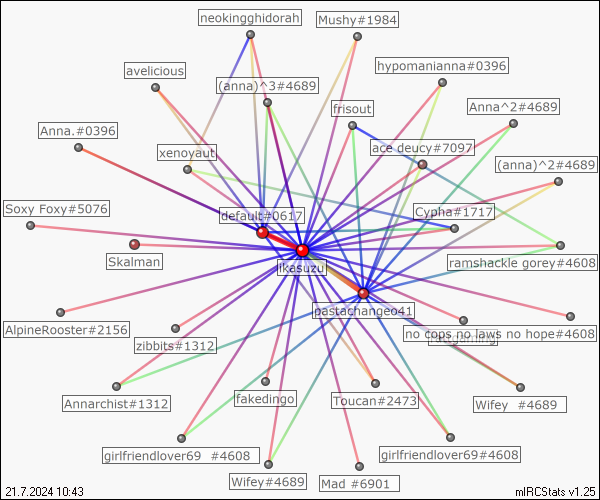 neokingghidorah
Mushy#1984
avelicious
hypomanianna#0396
(anna)^3#4689
frisout
Anna^2#4689
Anna.#0396
xenoyaut
ace deucy#7097
(anna)^2#4689
Soxy Foxy#5076
default#0617
Cypha#1717
Skalman
ikasuzu
ramshackle gorey#4608
pastachangeo41
AlpineRooster#2156
zibbits#1312
no cops no laws no hope#4608
Annarchist#1312
fakedingo
Toucan#2473
Wifey #4689
girlfriendlover69 #4608
Wifey#4689
Mad #6901
girlfriendlover69#4608
21.7.2024 10:43
mIRCStats v1.25